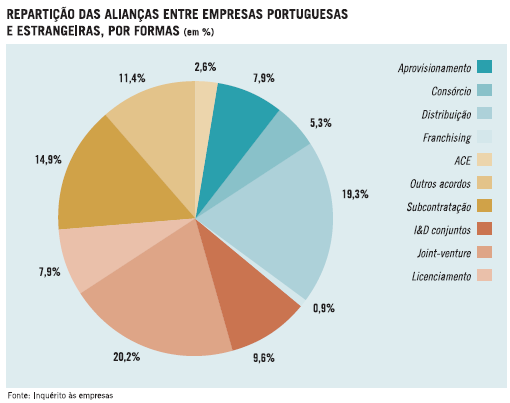 REPARTIÇÃO DAS ALIANÇAS ENTRE EMPRESAS PORTUGUESAS
E ESTRANGEIRAS, POR FORMAS (em %)
2,6%
7,9%
5,3%
19,3%
0,9%
9,6%
20,2%
7,9%
14,9%
11,4%
Aprovisionamento
Consórcio
Distribuição
Franchising
ACE
Outros acordos
Subcontratação
I&D conjuntos
Joint-venture
Licenciamento
Fonte: Inquérito às empresas